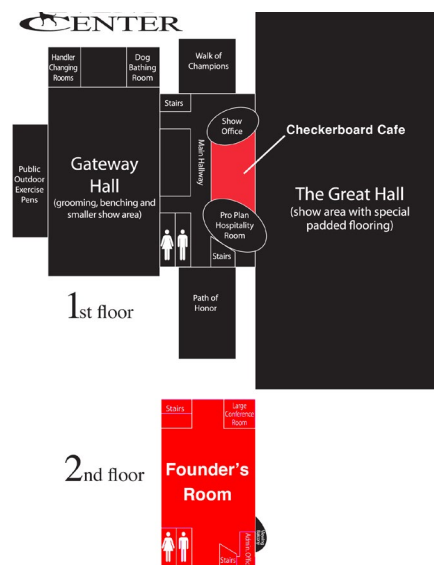 CENTER
Handler
Changing
Rooms
Dog
Bathing
Room
Walk of
Champions
Stairs
Show
Office
Checkerboard Cafe
Main Hallway
Public
Outdoor
Exercise
Pens
Gateway
Hall
(grooming, benching and
smaller show area)
The Great Hall
(show area with special
padded flooring)
Pro Plan
Hospitality
Room
Stairs
Path of
Honor
1st floor
Stairs
Large
Conference
Room
2nd floor
Founder's
Room
Stairs